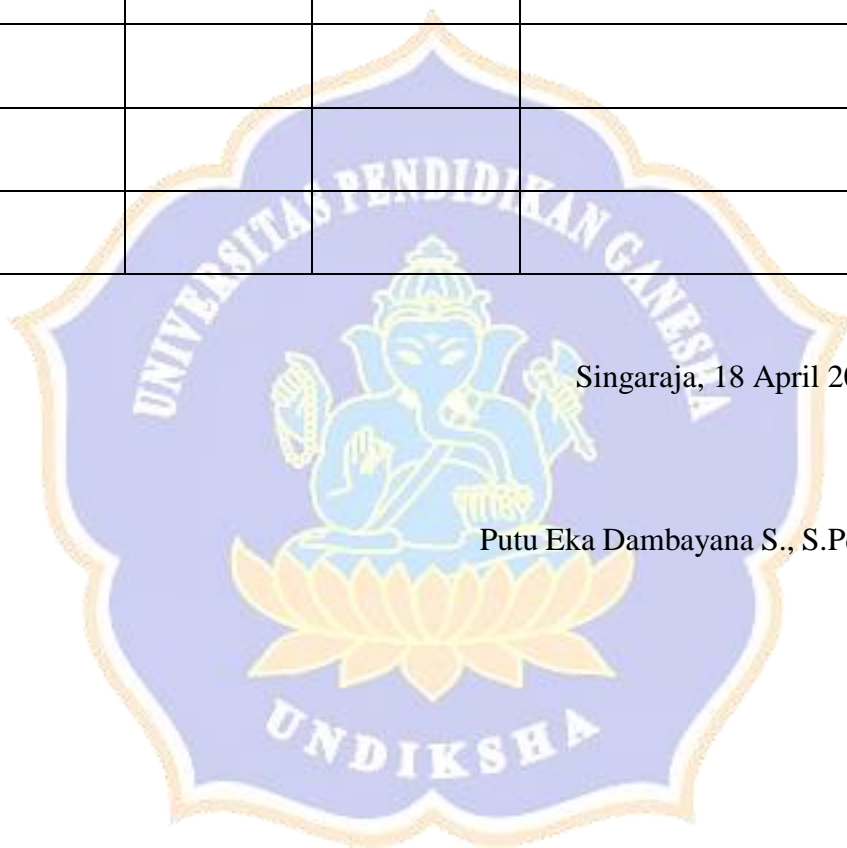 UNIVERSITAS PENDIDIKAN GANESHA
Singaraja, 18 April
Putu Eka Dambayana S.,
UNDIKSHA